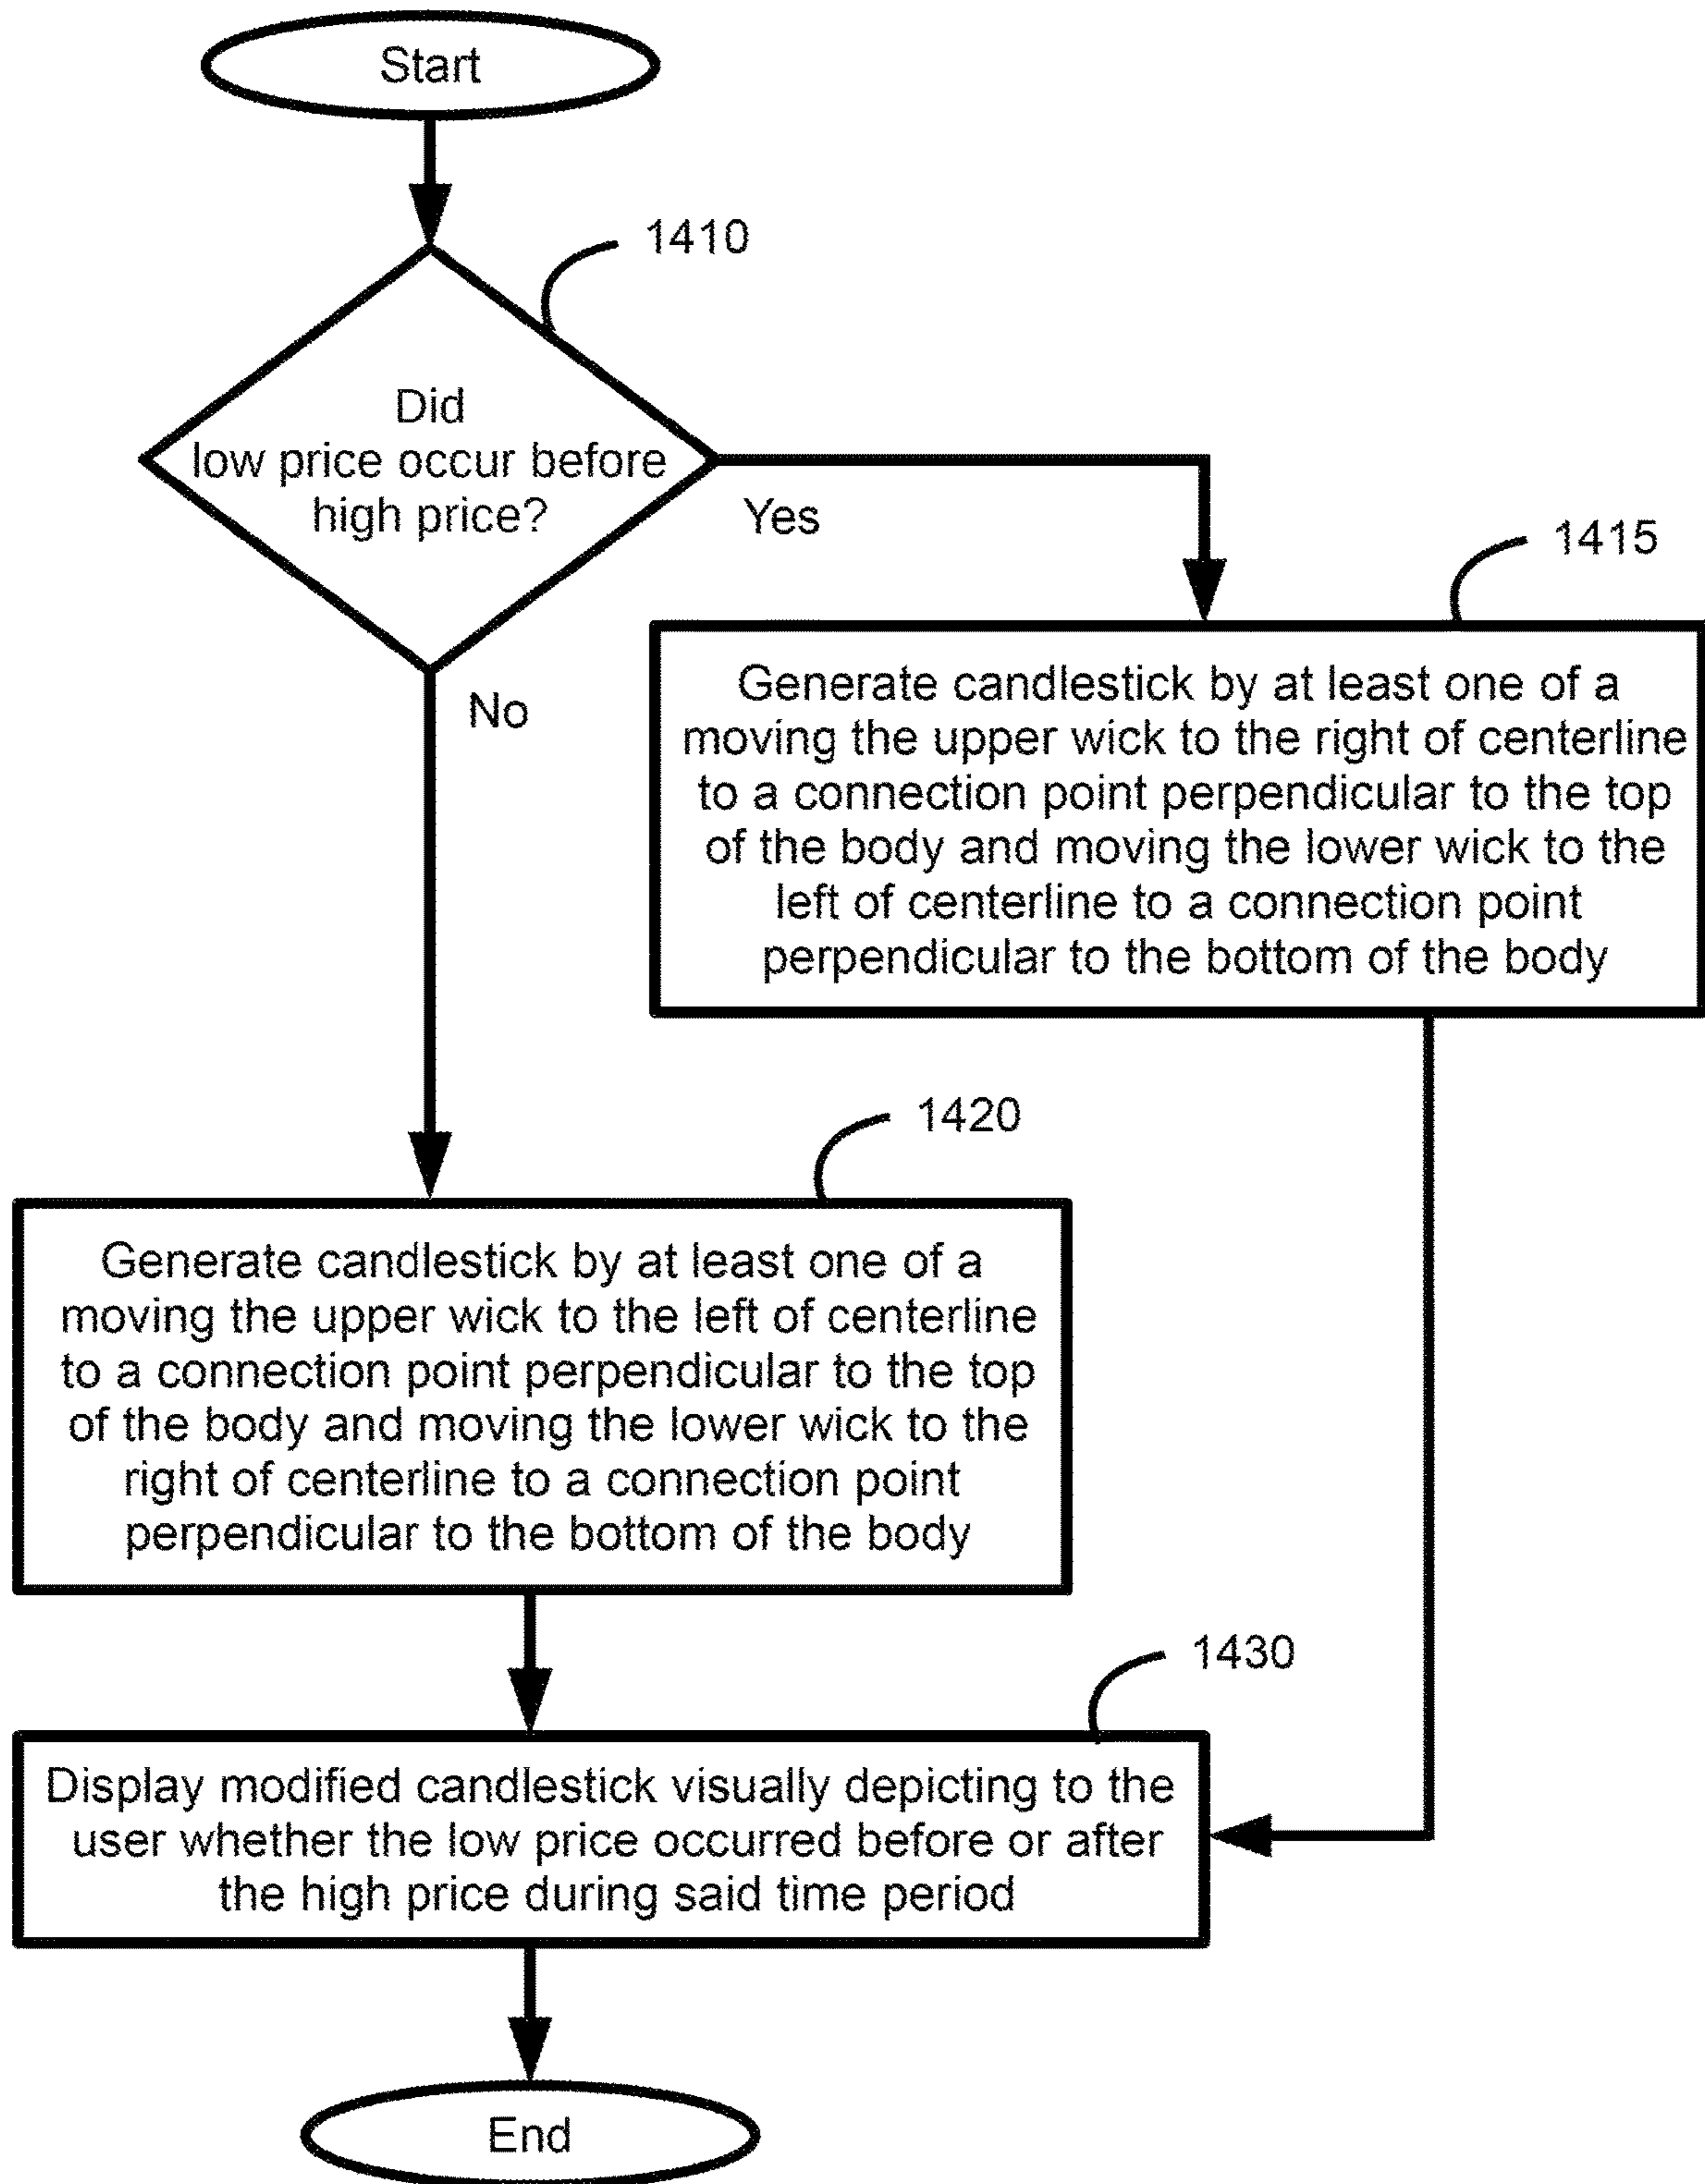 Start
1410
Did
low price occur before
high price?
Yes
1415
No
Generate candlestick by at least one of a
moving the upper wick to the right of centerline
to a connection point perpendicular to the top
of the body and moving the lower wick to the
left of centerline to a connection point
perpendicular to the bottom of the body
1420
Generate candlestick by at least one of a
moving the upper wick to the left of centerline
to a connection point perpendicular to the top
of the body and moving the lower wick to the
right of centerline to a connection point
perpendicular to the bottom of the body
1430
Display modified candlestick visually depicting to the
user whether the low price occurred before or after
the high price during said time period
End